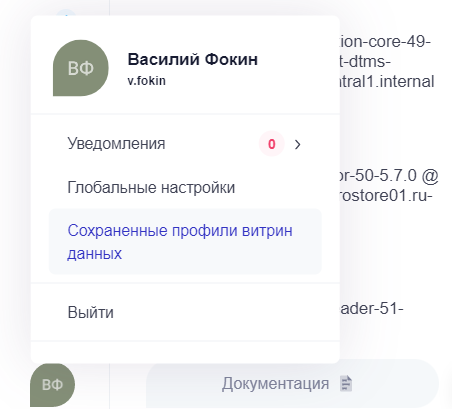 ВФ
Василий Фокин
v.fokin
Уведомления 0
Глобальные настройки
Сохраненные профили витрин
данных
Выйти
ion-core-49-
t-dtms-
ntral1.internal
or-50-5.7.0 @
rostore01.ru-
ader-51-
ВФ
Документация